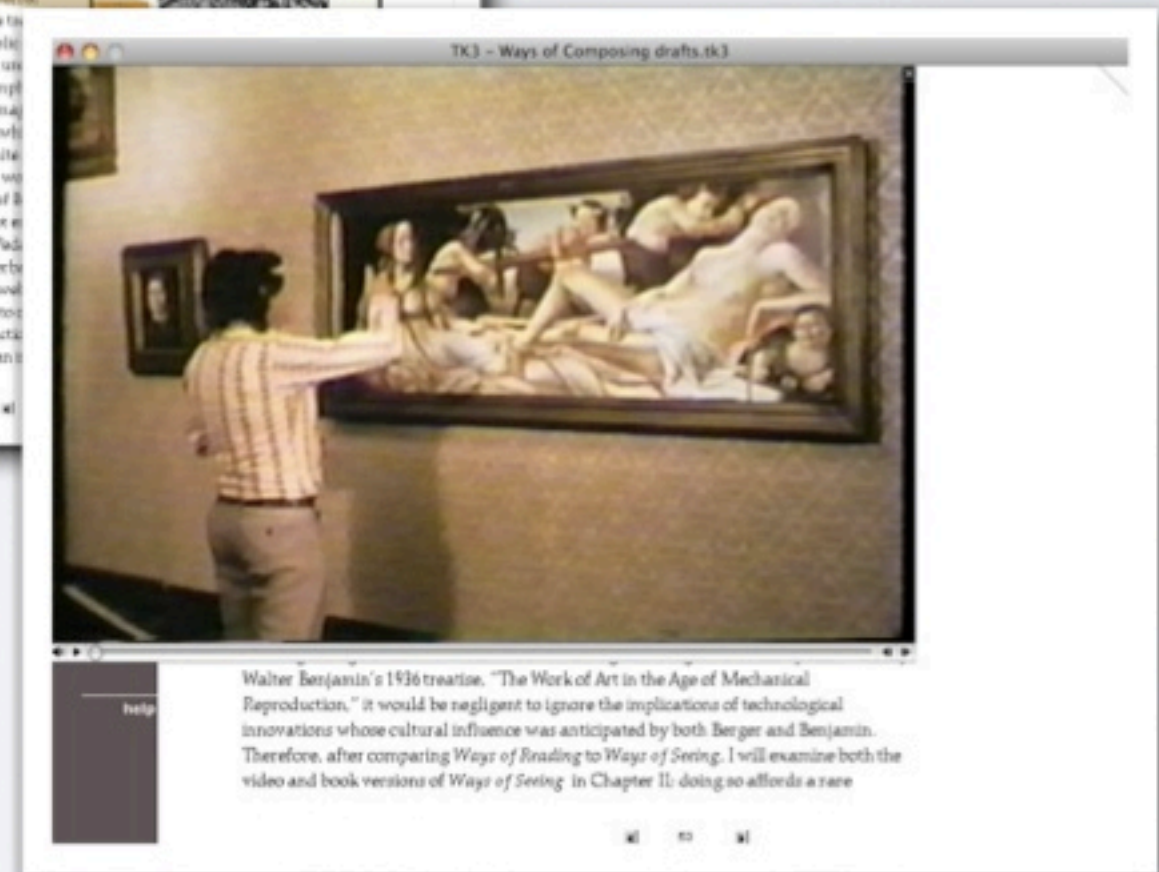 TK3 – Ways of Composing drafts.tk3
help
Walter Benjamin's 1936 treatise, "The Work of Art in the Age of Mechanical
Reproduction," it would be negligent to ignore the implications of technological
innovations whose cultural influence was anticipated by both Berger and Benjamin.
Therefore, after comparing Ways of Reading to Ways of Seeing, I will examine both the
video and book versions of Ways of Seeing in Chapter II; doing so affords a rare